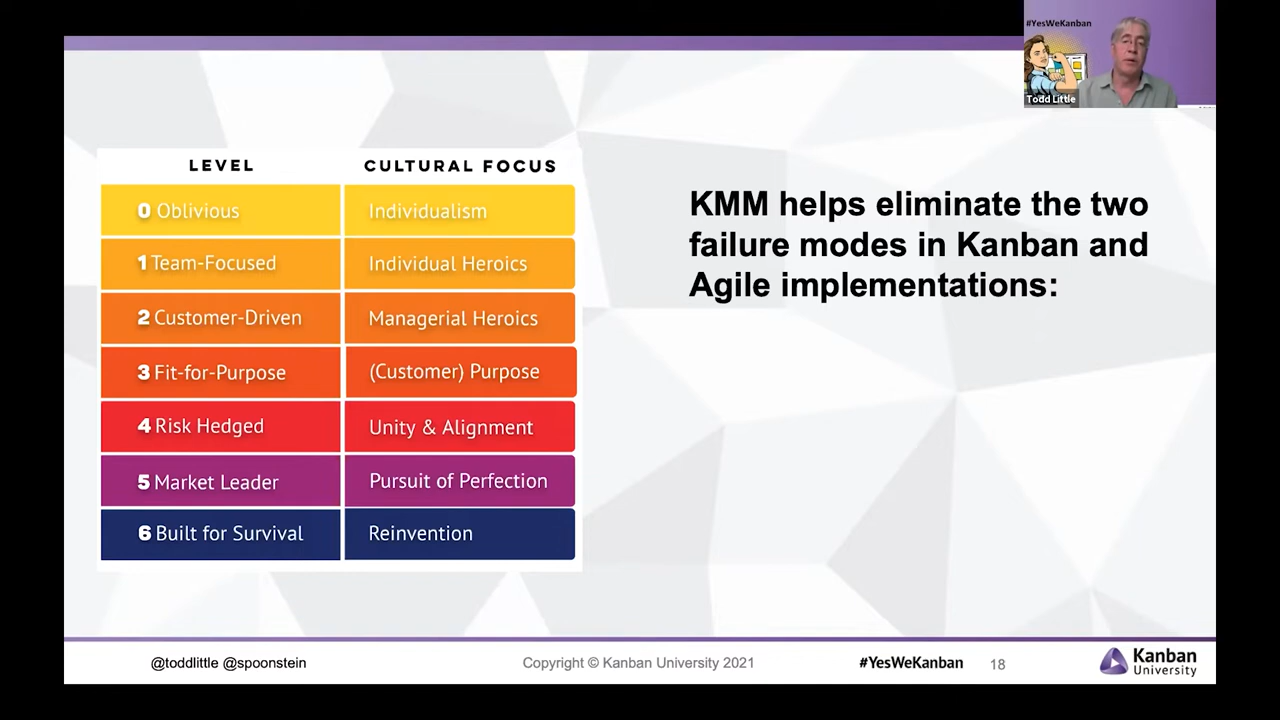 #YesWeKanban
Todd Little
LEVEL CULTURAL FOCUS
0 Oblivious Individualism
1 Team-Focused Individual Heroics
2 Customer-Driven Managerial Heroics
3 Fit-for-Purpose (Customer) Purpose
4 Risk Hedged Unity & Alignment
5 Market Leader Pursuit of Perfection
6 Built for Survival Reinvention
KMM helps eliminate the two
failure modes in Kanban and
Agile implementations:
@toddlittle @spoonstein Copyright © Kanban University 2021 #YesWeKanban 18 Kanban
University